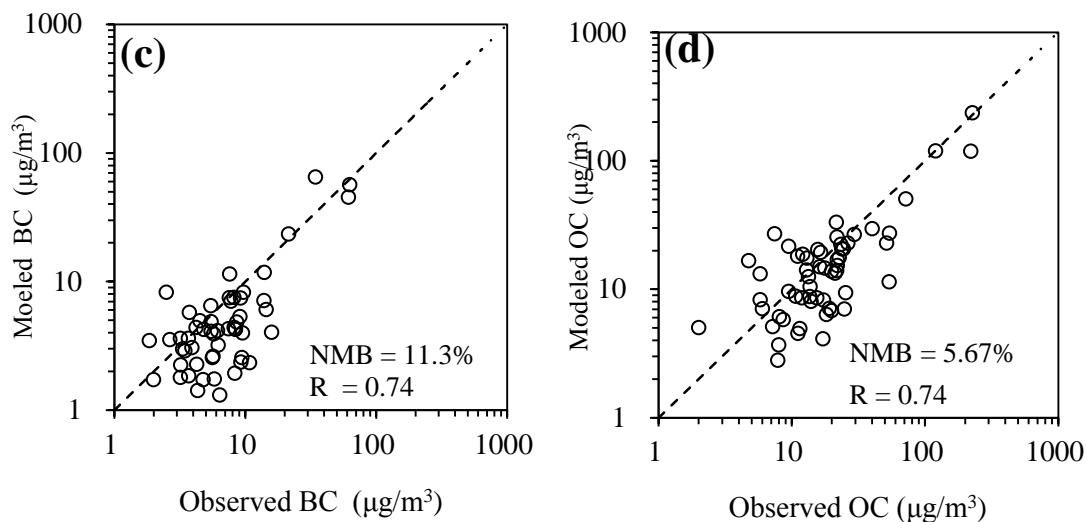 (c)
Moeled BC (μg/m³)
1000
100
10
1
NMB = 11.3%
R = 0.74
1 10 100 1000
Observed BC (μg/m³)
(d)
Modeled OC (μg/m³)
1000
100
10
1
NMB = 5.67%
R = 0.74
1 10 100 1000
Observed OC (μg/m³)